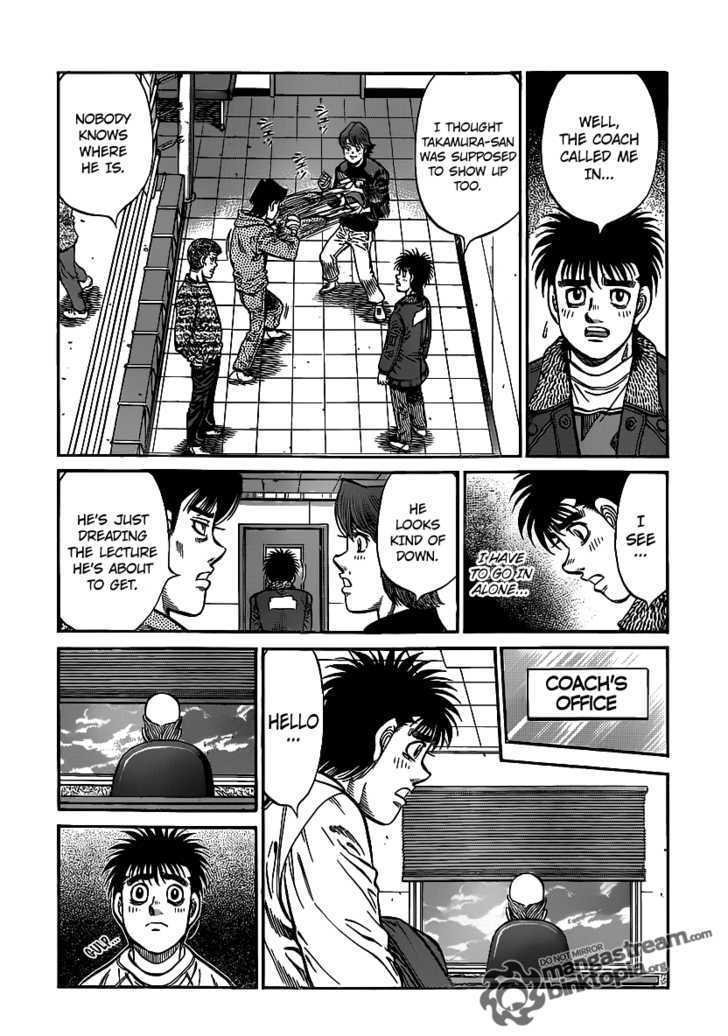 WELL,
THE COACH
CALLED ME
IN...
I THOUGHT
TAKAMURA-SAN
WAS SUPPOSED
TO SHOW UP
TOO.
NOBODY
KNOWS
WHERE
HE IS.
I
SEE
...
I HAVE
TO GO IN
ALONE...
HE
LOOKS
KIND OF
DOWN.
HE'S JUST
DREADING
THE LECTURE
HE'S ABOUT
TO GET.
COACH'S
OFFICE
HELLO
...
GULP...
DO NOT MIRROR
mangastream.com
binktopia.org